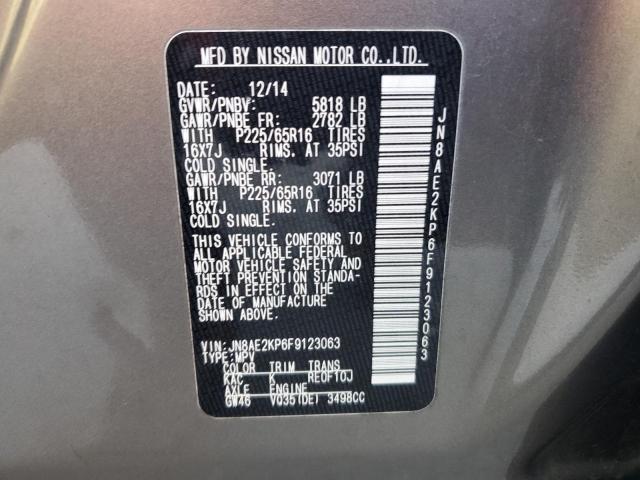 MFD BY NISSAN MOTOR CO.,LTD.
DATE: 12/14
GVWR/PNBV: 5818 LB
GAWR/PNBE FR: 2782 LB
WITH P225/65R16 TIRES
16X7J RIMS. AT 35PSI
COLD SINGLE.
GAWR/PNBE RR: 3071 LB
WITH P225/65R16 TIRES
16X7J RIMS. AT 35PSI
COLD SINGLE.
THIS VEHICLE CONFORMS TO
ALL APPLICABLE FEDERAL
MOTOR VEHICLE SAFETY AND
THEFT PREVENTION STANDA-
RDS IN EFFECT ON THE
DATE OF MANUFACTURE
SHOWN ABOVE.
VIN: JN8AE2KP6F9123063
TYPE: MPV
COLOR TRIM TRANS
KAC K RE0F10J
AXLE ENGINE
GW46 VQ35(DE) 3498CC
JN8AE2KP6F9123063